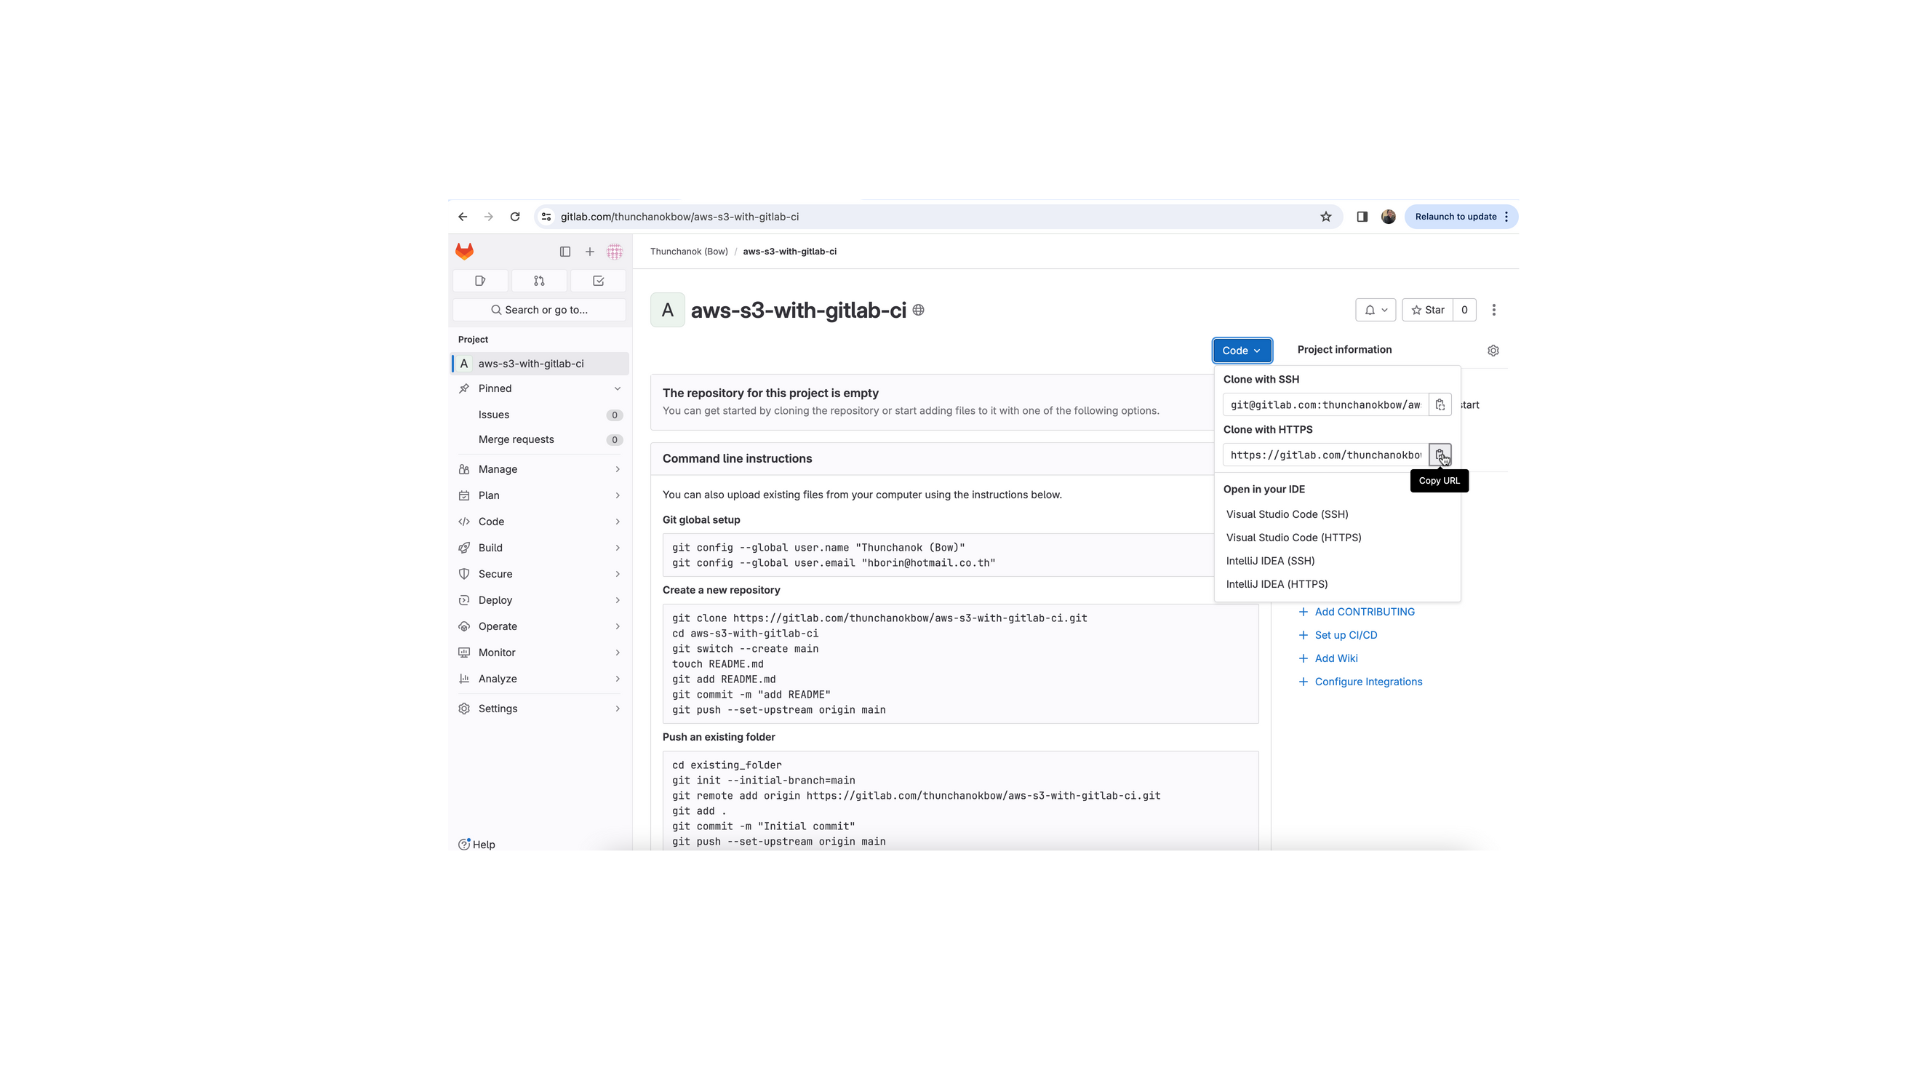 gitlab.com/thunchanokbow/aws-s3-with-gitlab-ci
Relaunch to update
Thunchanok (Bow) / aws-s3-with-gitlab-ci
Search or go to...
Project
A aws-s3-with-gitlab-ci
Pinned
Issues 0
Merge requests 0
Manage
Plan
Code
Build
Secure
Deploy
Operate
Monitor
Analyze
Settings
Help
A aws-s3-with-gitlab-ci
Star 0
Code
Project information
The repository for this project is empty
You can get started by cloning the repository or start adding files to it with one of the following options.
Command line instructions
You can also upload existing files from your computer using the instructions below.
Git global setup
git config --global user.name "Thunchanok (Bow)"
git config --global user.email "hborin@hotmail.co.th"
Create a new repository
git clone https://gitlab.com/thunchanokbow/aws-s3-with-gitlab-ci.git
cd aws-s3-with-gitlab-ci
git switch --create main
touch README.md
git add README.md
git commit -m "add README"
git push --set-upstream origin main
Push an existing folder
cd existing_folder
git init --initial-branch=main
git remote add origin https://gitlab.com/thunchanokbow/aws-s3-with-gitlab-ci.git
git add .
git commit -m "Initial commit"
git push --set-upstream origin main
Clone with SSH
git@gitlab.com:thunchanokbow/aw
Clone with HTTPS
https://gitlab.com/thunchanokbo
Copy URL
Open in your IDE
Visual Studio Code (SSH)
Visual Studio Code (HTTPS)
IntelliJ IDEA (SSH)
IntelliJ IDEA (HTTPS)
start
Add CONTRIBUTING
Set up CI/CD
Add Wiki
Configure Integrations